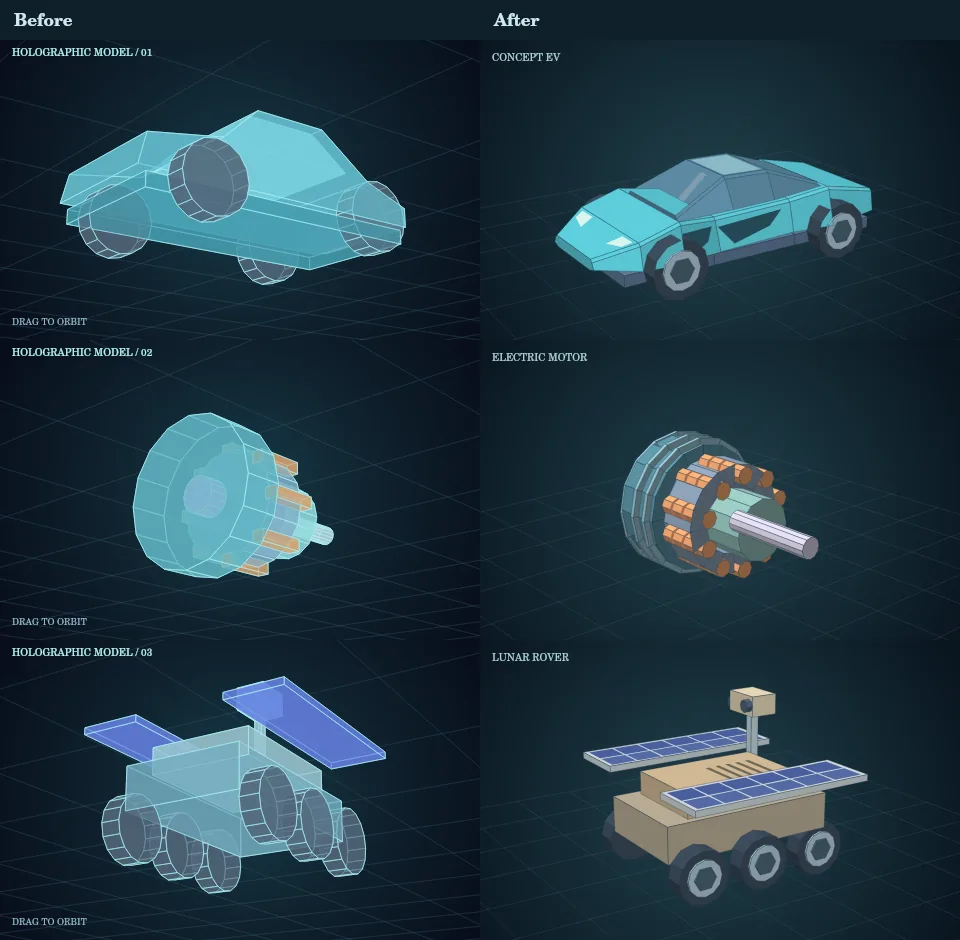 Before
After
HOLOGRAPHIC MODEL / 01
CONCEPT EV
DRAG TO ORBIT
HOLOGRAPHIC MODEL / 02
ELECTRIC MOTOR
DRAG TO ORBIT
HOLOGRAPHIC MODEL / 03
LUNAR ROVER
DRAG TO ORBIT